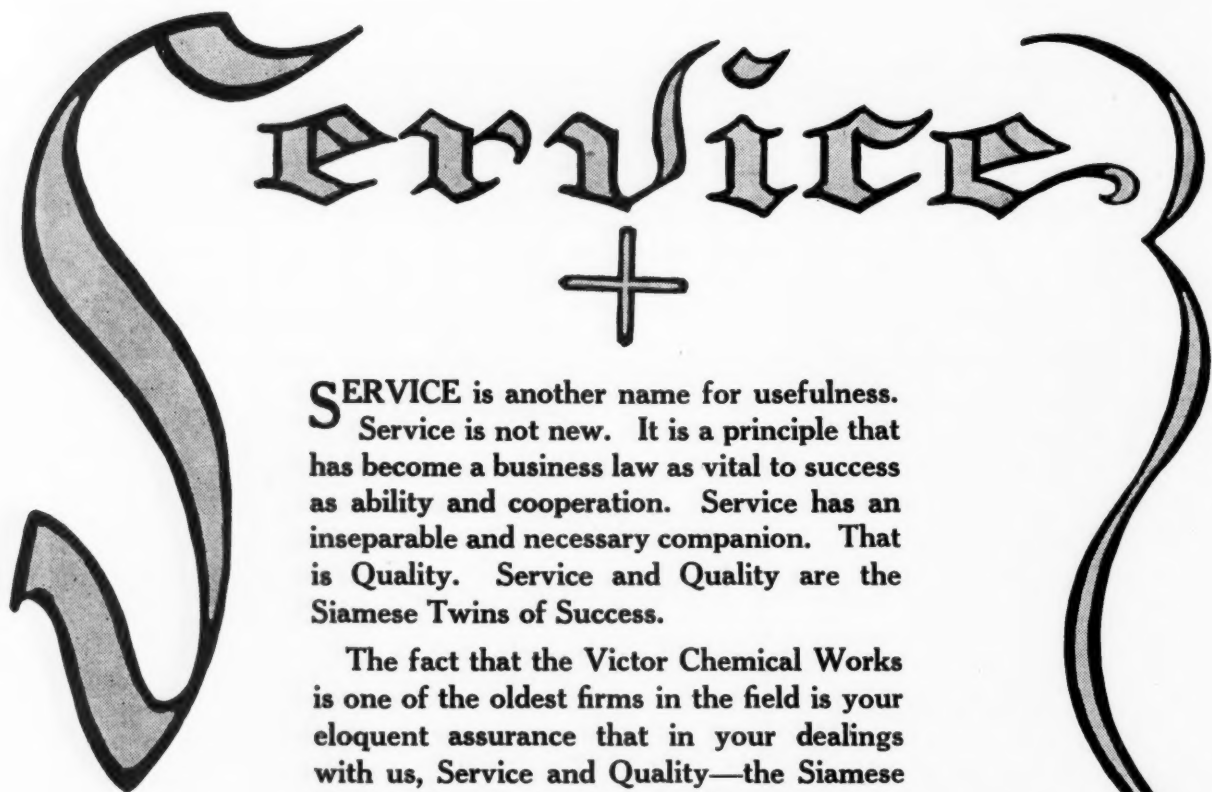 Service
+
SERVICE is another name for usefulness.
Service is not new. It is a principle that
has become a business law as vital to success
as ability and cooperation. Service has an
inseparable and necessary companion. That
is Quality. Service and Quality are the
Siamese Twins of Success.
The fact that the Victor Chemical Works
is one of the oldest firms in the field is your
eloquent assurance that in your dealings
with us, Service and Quality—the Siamese